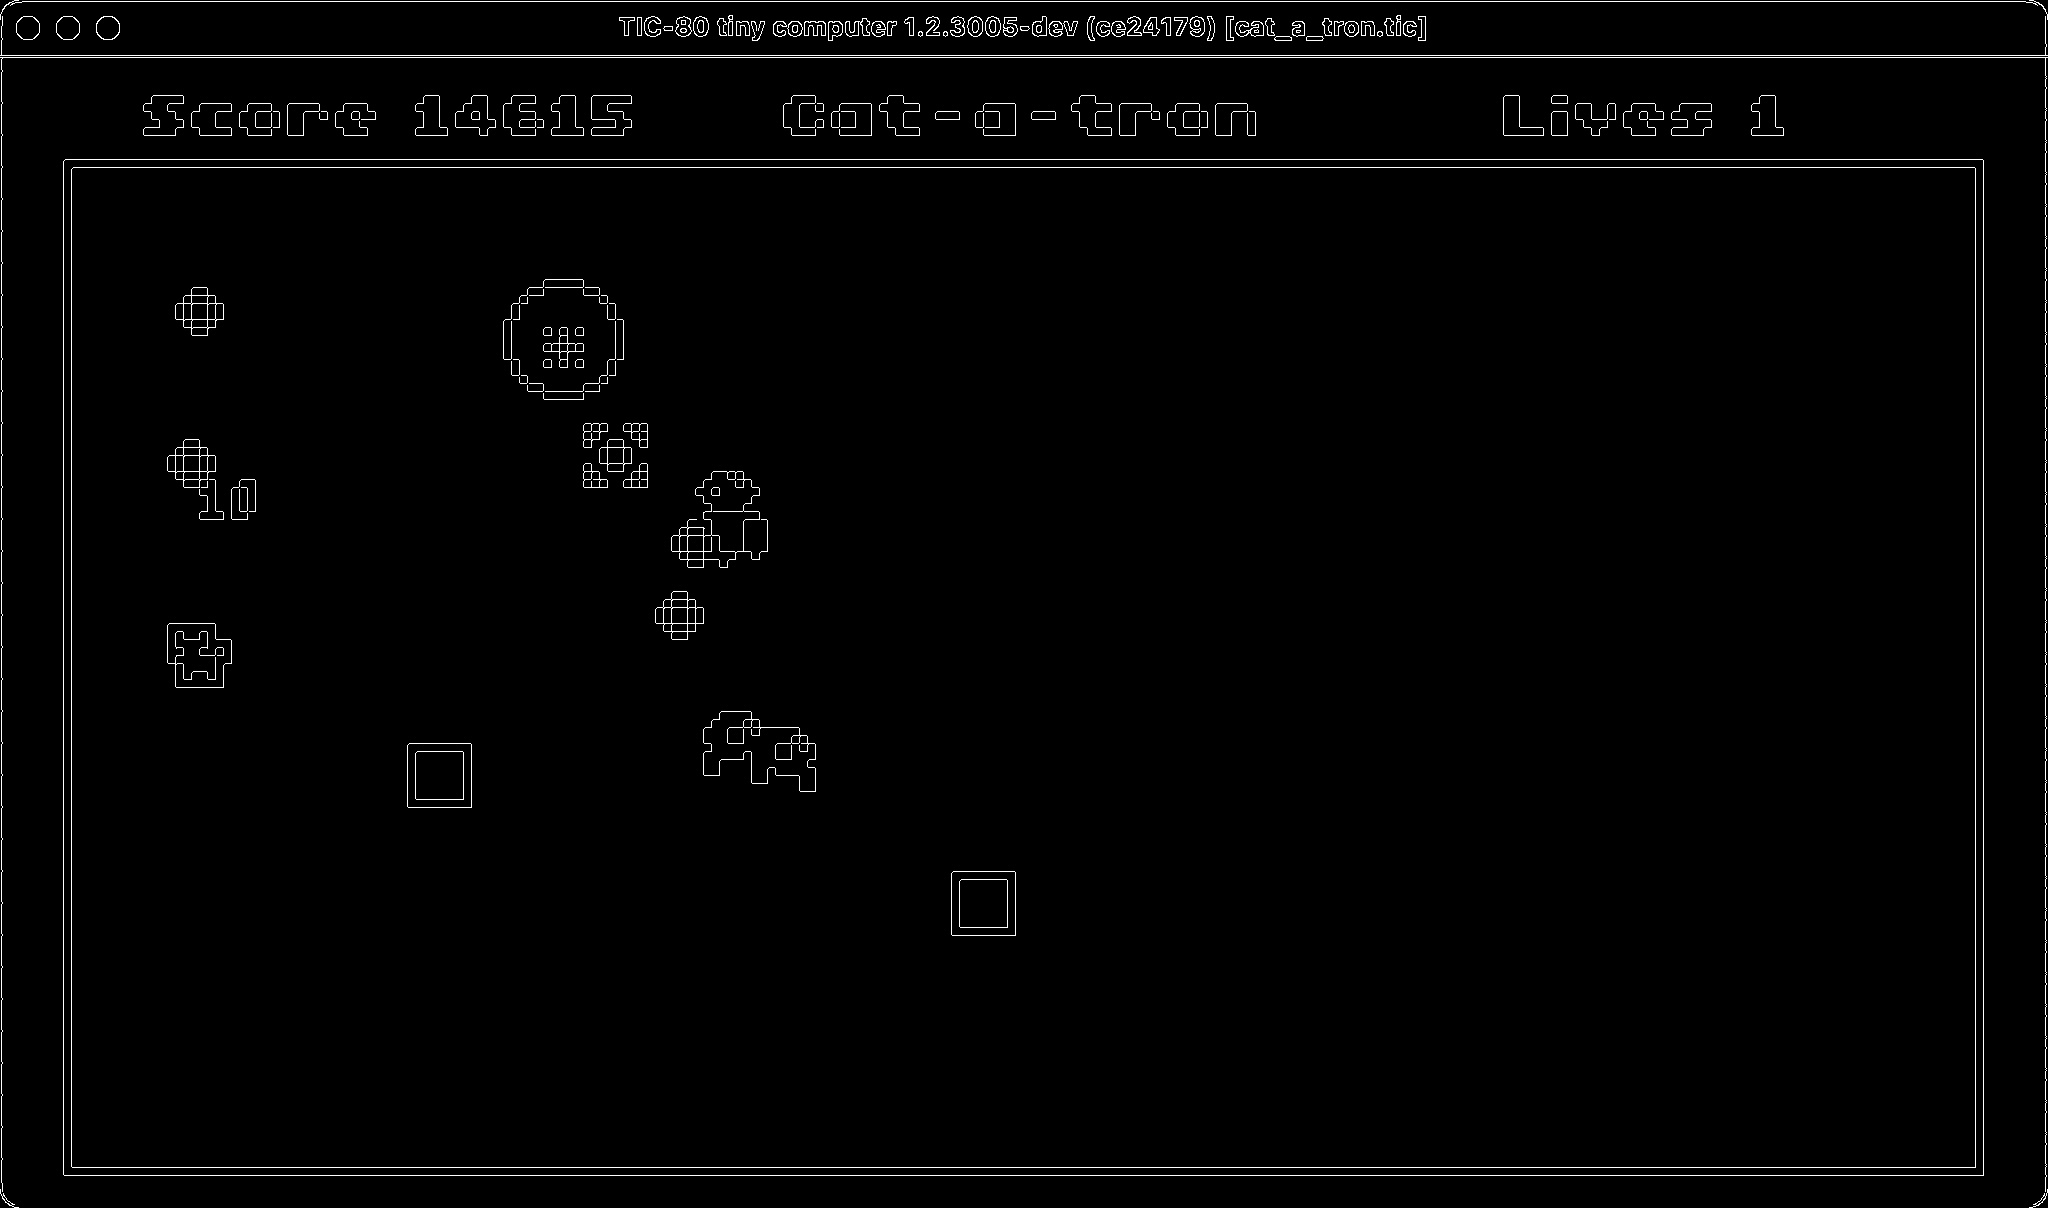 TIC-80 tiny computer 1.2.3005-dev (ce24179) [cat_a_tron.tic]
Score 14615 Cat-a-tron Lives 1
10